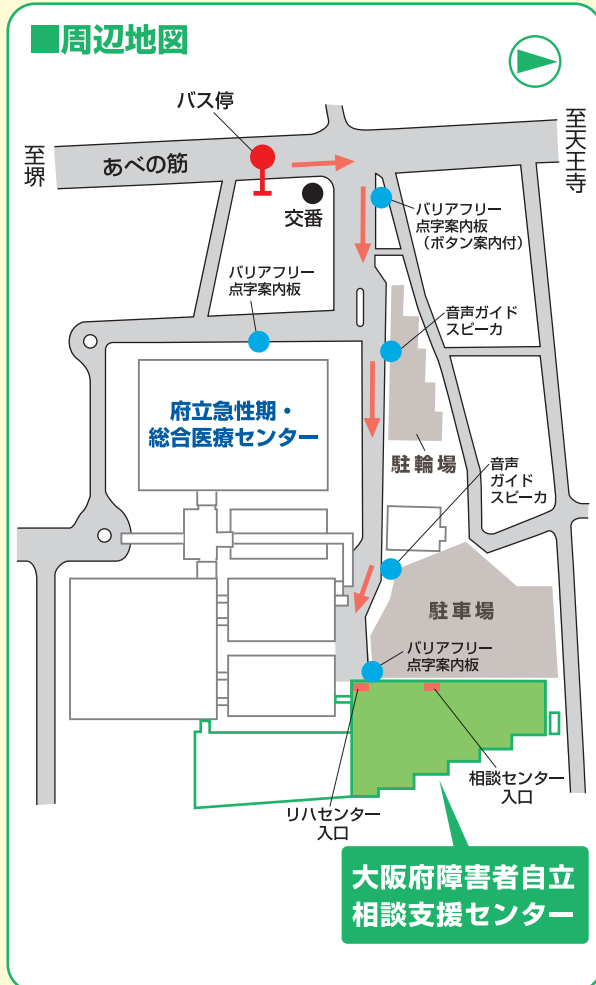 ■周辺地図
バス停
至堺
あべの筋
至天王寺
交番
バリアフリー
点字案内板
(ボタン案内付)
バリアフリー
点字案内板
音声ガイド
スピーカ
府立急性期・
総合医療センター
駐輪場
音声
ガイド
スピーカ
駐車場
バリアフリー
点字案内板
相談センター
入口
リハセンター
入口
大阪府障害者自立
相談支援センター